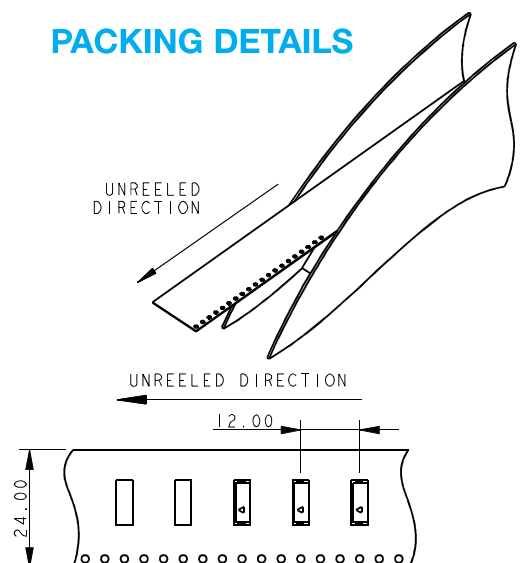 PACKING DETAILS
UNREELED
DIRECTION
UNREELED DIRECTION
12.00
24.00